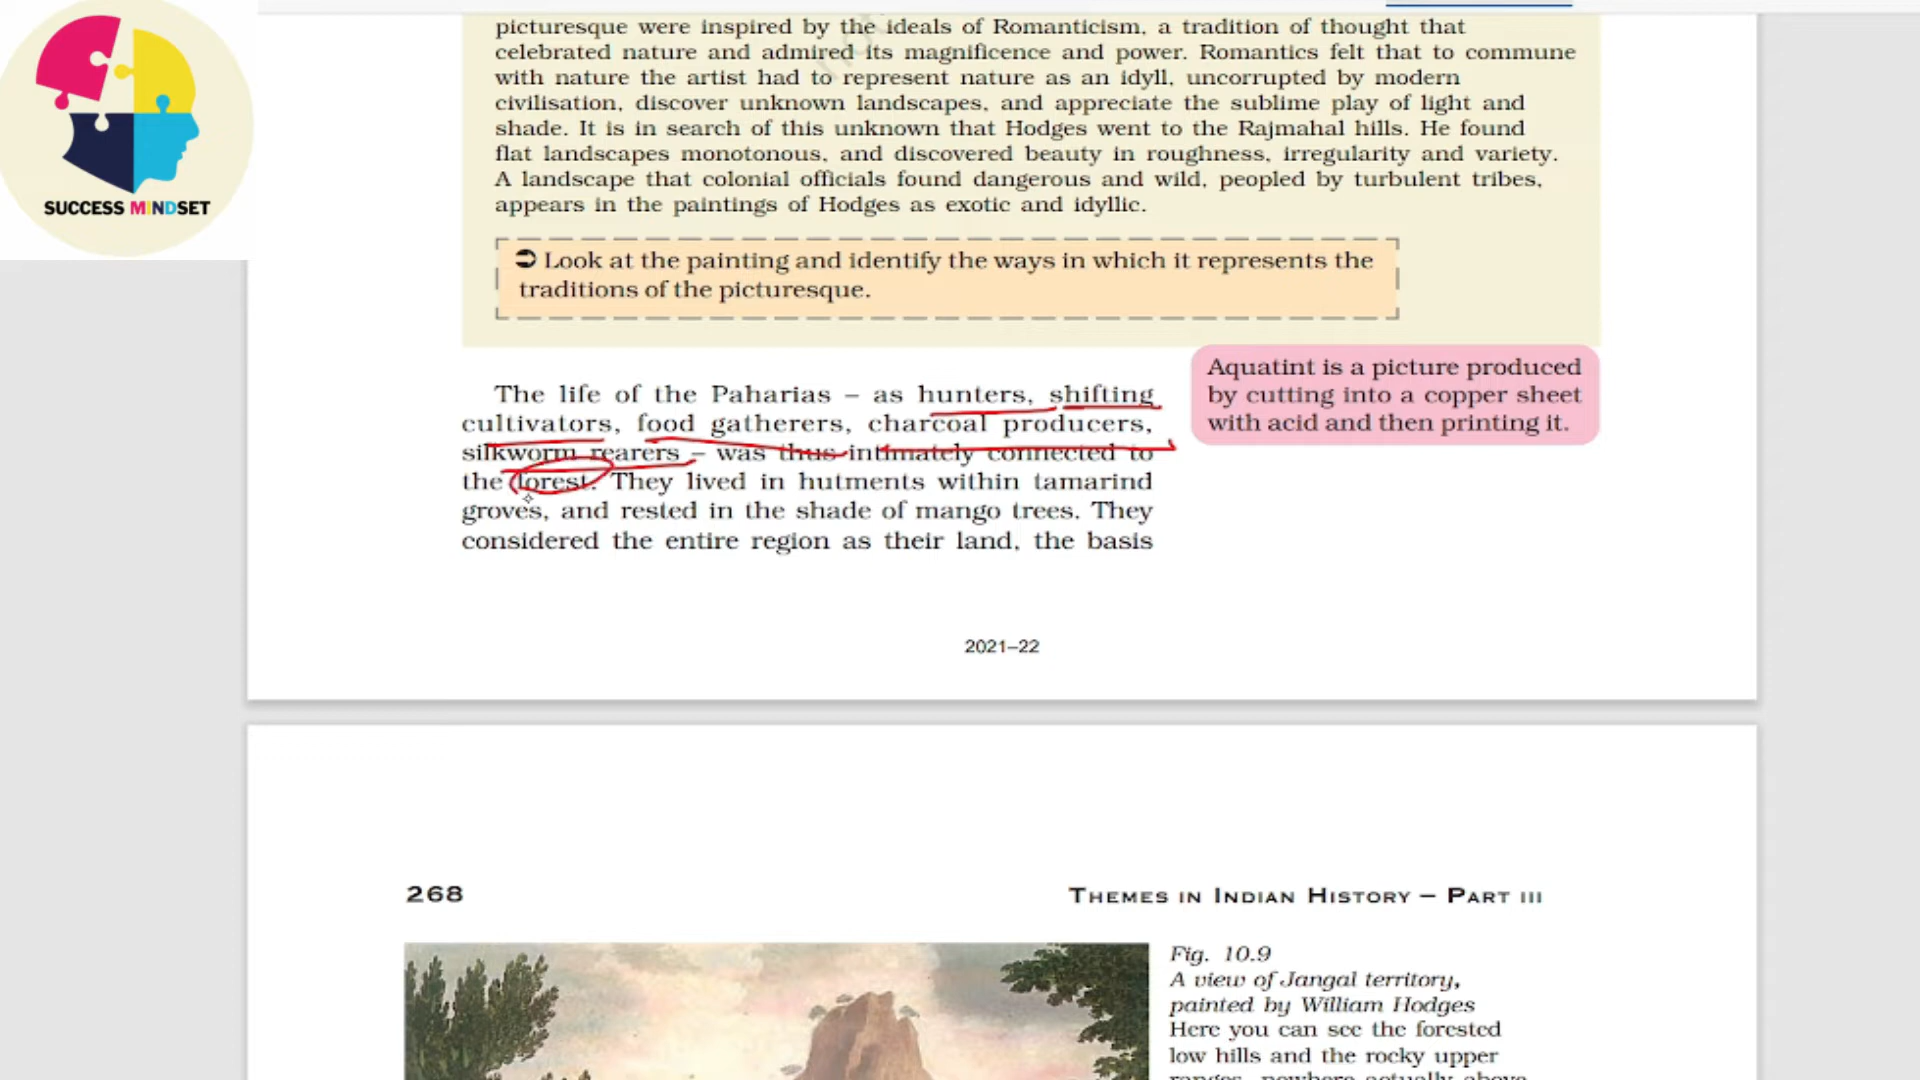 picturesque were inspired by the ideals of Romanticism, a tradition of thought that
celebrated nature and admired its magnificence and power. Romantics felt that to commune
with nature the artist had to represent nature as an idyll, uncorrupted by modern
civilisation, discover unknown landscapes, and appreciate the sublime play of light and
shade. It is in search of this unknown that Hodges went to the Rajmahal hills. He found
flat landscapes monotonous, and discovered beauty in roughness, irregularity and variety.
A landscape that colonial officials found dangerous and wild, peopled by turbulent tribes,
appears in the paintings of Hodges as exotic and idyllic.
SUCCESS MINDSET
➲ Look at the painting and identify the ways in which it represents the
traditions of the picturesque.
Aquatint is a picture produced
by cutting into a copper sheet
with acid and then printing it.
The life of the Paharias – as hunters, shifting
cultivators, food gatherers, charcoal producers,
silkworm rearers – was thus intimately connected to
the forest. They lived in hutments within tamarind
groves, and rested in the shade of mango trees. They
considered the entire region as their land, the basis
2021–22
268
THEMES IN INDIAN HISTORY – PART III
Fig. 10.9
A view of Jangal territory,
painted by William Hodges
Here you can see the forested
low hills and the rocky upper
ranges, nowhere actually above